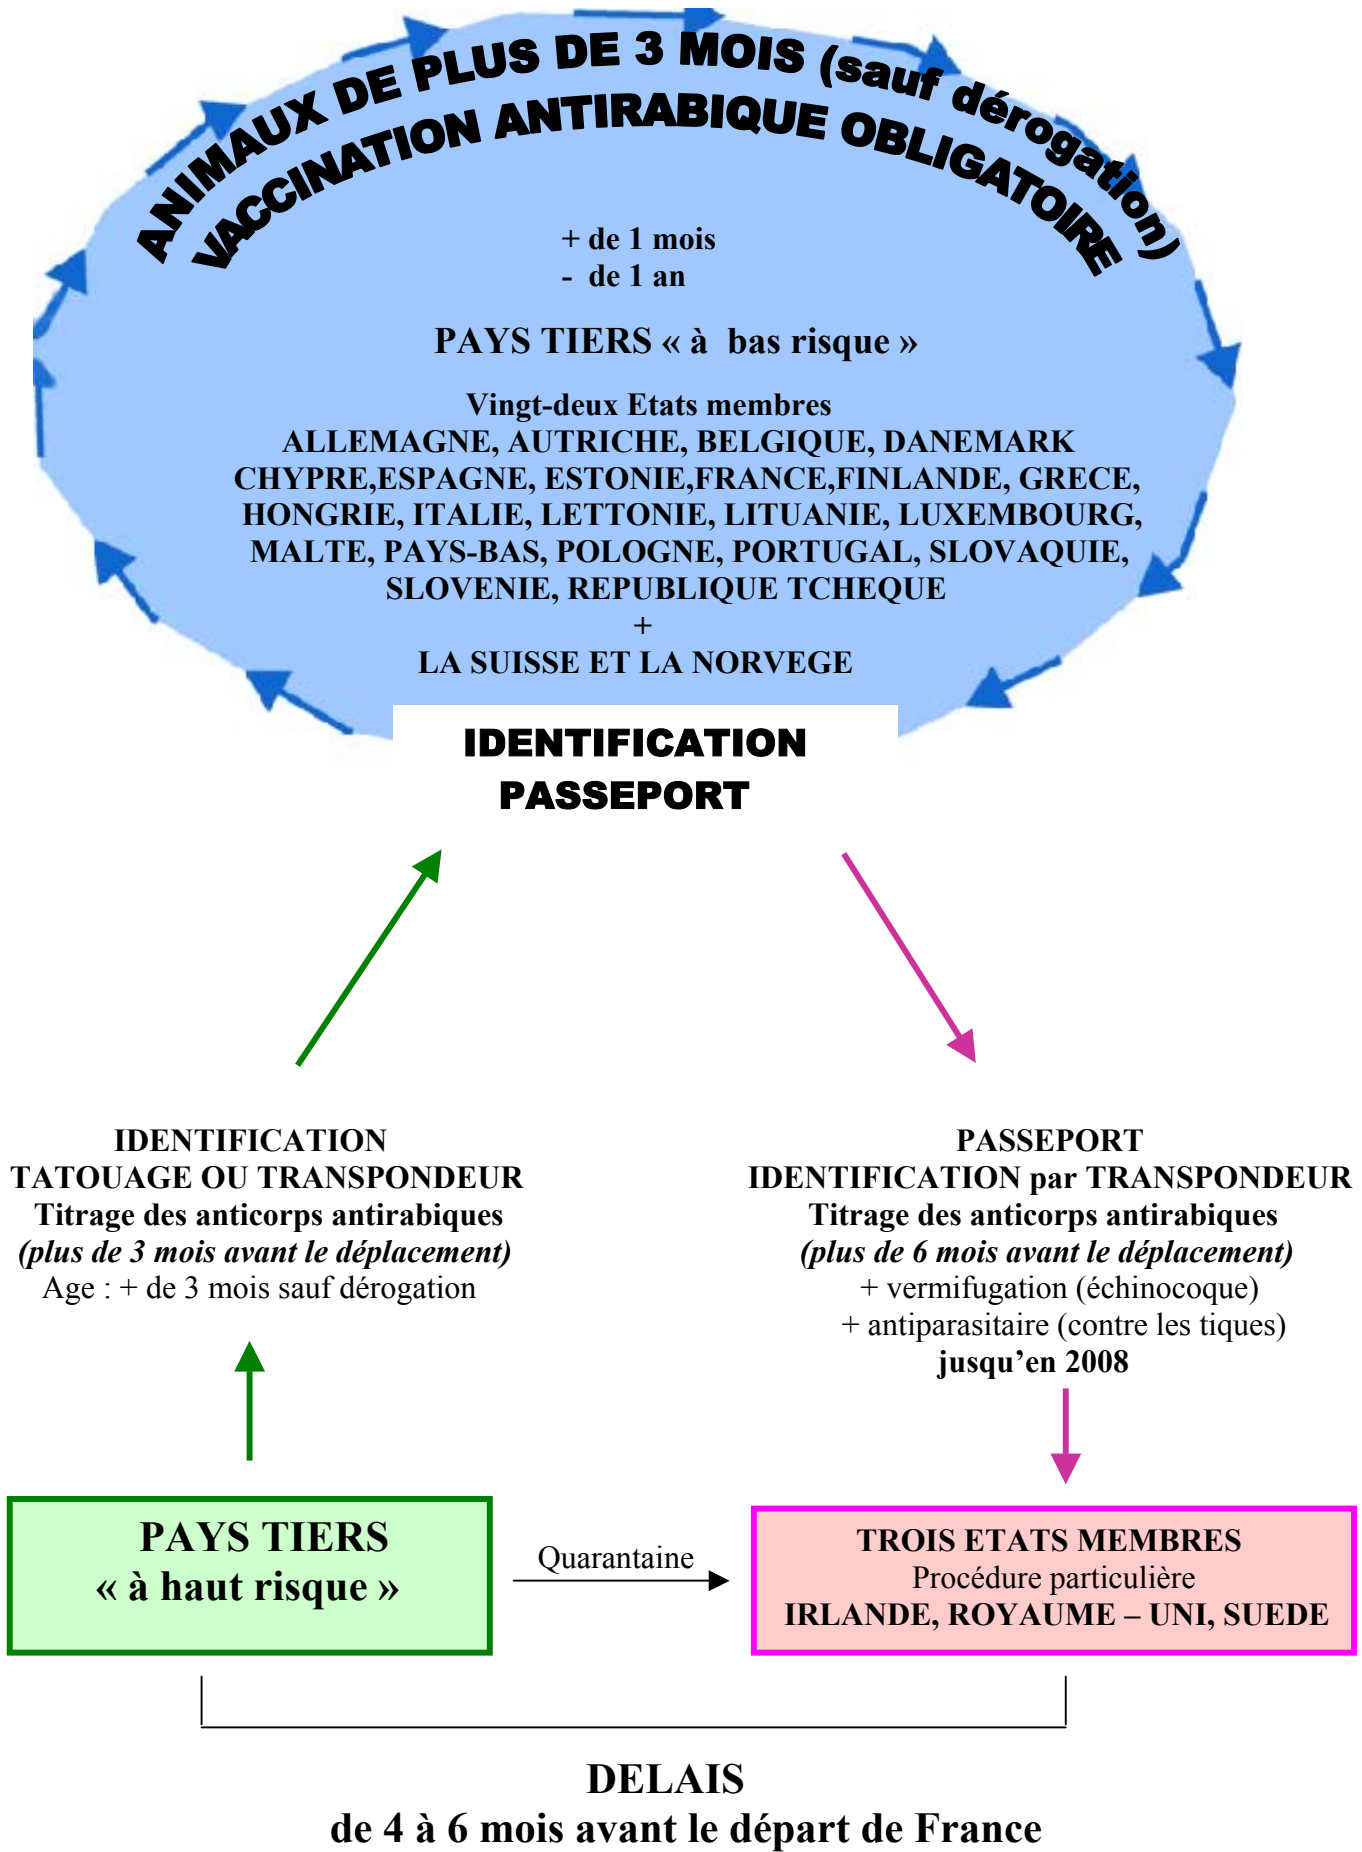 ANIMAUX DE PLUS DE 3 MOIS (sauf dérogation)
VACCINATION ANTIRABIQUE OBLIGATOIRE
+ de 1 mois
- de 1 an
PAYS TIERS « à bas risque »
Vingt-deux Etats membres
ALLEMAGNE, AUTRICHE, BELGIQUE, DANEMARK
CHYPRE,ESPAGNE, ESTONIE,FRANCE,FINLANDE, GRECE,
HONGRIE, ITALIE, LETTONIE, LITUANIE, LUXEMBOURG,
MALTE, PAYS-BAS, POLOGNE, PORTUGAL, SLOVAQUIE,
SLOVENIE, REPUBLIQUE TCHEQUE
+
LA SUISSE ET LA NORVEGE
IDENTIFICATION
PASSEPORT
IDENTIFICATION
TATOUAGE OU TRANSPONDEUR
Titrage des anticorps antirabiques
(plus de 3 mois avant le déplacement)
Age : + de 3 mois sauf dérogation
PASSEPORT
IDENTIFICATION par TRANSPONDEUR
Titrage des anticorps antirabiques
(plus de 6 mois avant le déplacement)
+ vermifugation (échinocoque)
+ antiparasitaire (contre les tiques)
jusqu'en 2008
PAYS TIERS
« à haut risque »
Quarantaine
TROIS ETATS MEMBRES
Procédure particulière
IRLANDE, ROYAUME – UNI, SUEDE
DELAIS
de 4 à 6 mois avant le départ de France